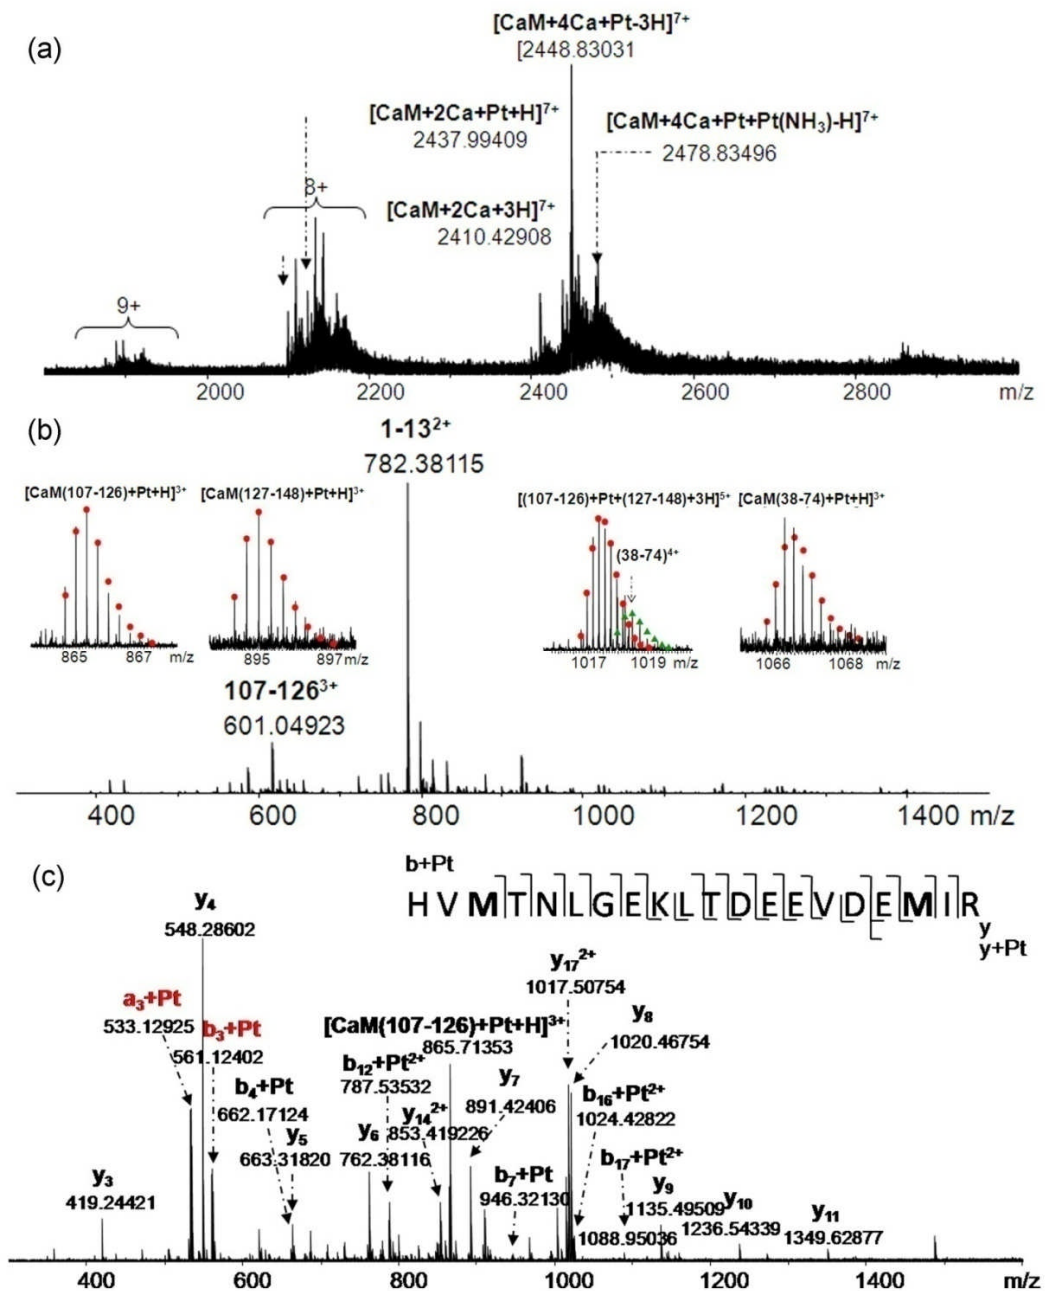 (a)
[CaM+4Ca+Pt-3H]7+
[2448.83031
[CaM+2Ca+Pt+H]7+
2437.99409
[CaM+4Ca+Pt+Pt(NH3)-H]7+
2478.83496
8+
[CaM+2Ca+3H]7+
2410.42908
9+
2000 2200 2400 2600 2800 m/z
(b)
1-13²⁺
782.38115
[CaM(107-126)+Pt+H]³⁺
[CaM(127-148)+Pt+H]³⁺
[(107-126)+Pt+(127-148)+3H]⁵⁺
[CaM(38-74)+Pt+H]³⁺
(38-74)⁴⁺
865 867 m/z
895 897 m/z
1017 1019 m/z
1066 1068 m/z
107-126³⁺
601.04923
400 600 800 1000 1200 1400 m/z
(c)
b+Pt
HVMTNLGEKLTDEEVDEMIR
y
y+Pt
y₄
548.28602
a₃+Pt
533.12925
b₃+Pt
561.12402
b₄+Pt
662.17124
y₅
663.31820
y₃
419.24421
[CaM(107-126)+Pt+H]³⁺
865.71353
b₁₂+Pt²⁺
787.53532
y₆
762.38116
y₁₄²⁺
853.419226
y₇
891.42406
b₇+Pt
946.32130
y₁₇²⁺
1017.50754
y₈
1020.46754
b₁₆+Pt²⁺
1024.42822
b₁₇+Pt²⁺
1088.95036
y₉
1135.49509
y₁₀
1236.54339
y₁₁
1349.62877
400 600 800 1000 1200 1400 m/z